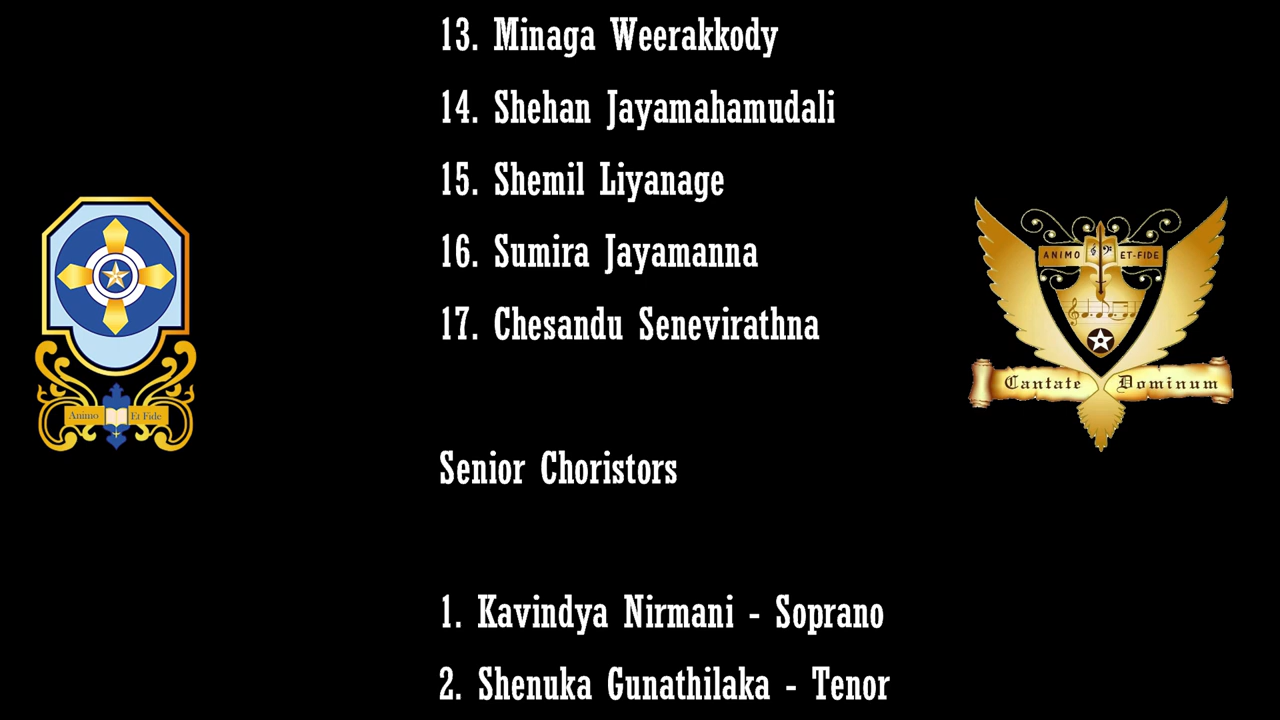 13. Minaga Weerakkody
14. Shehan Jayamahamudali
15. Shemil Liyanage
16. Sumira Jayamanna
17. Chesandu Senevirathna
Animo Et Fide
ANIMO ET-FIDE
Cantate Dominum
Senior Choristors
1. Kavindya Nirmani - Soprano
2. Shenuka Gunathilaka - Tenor